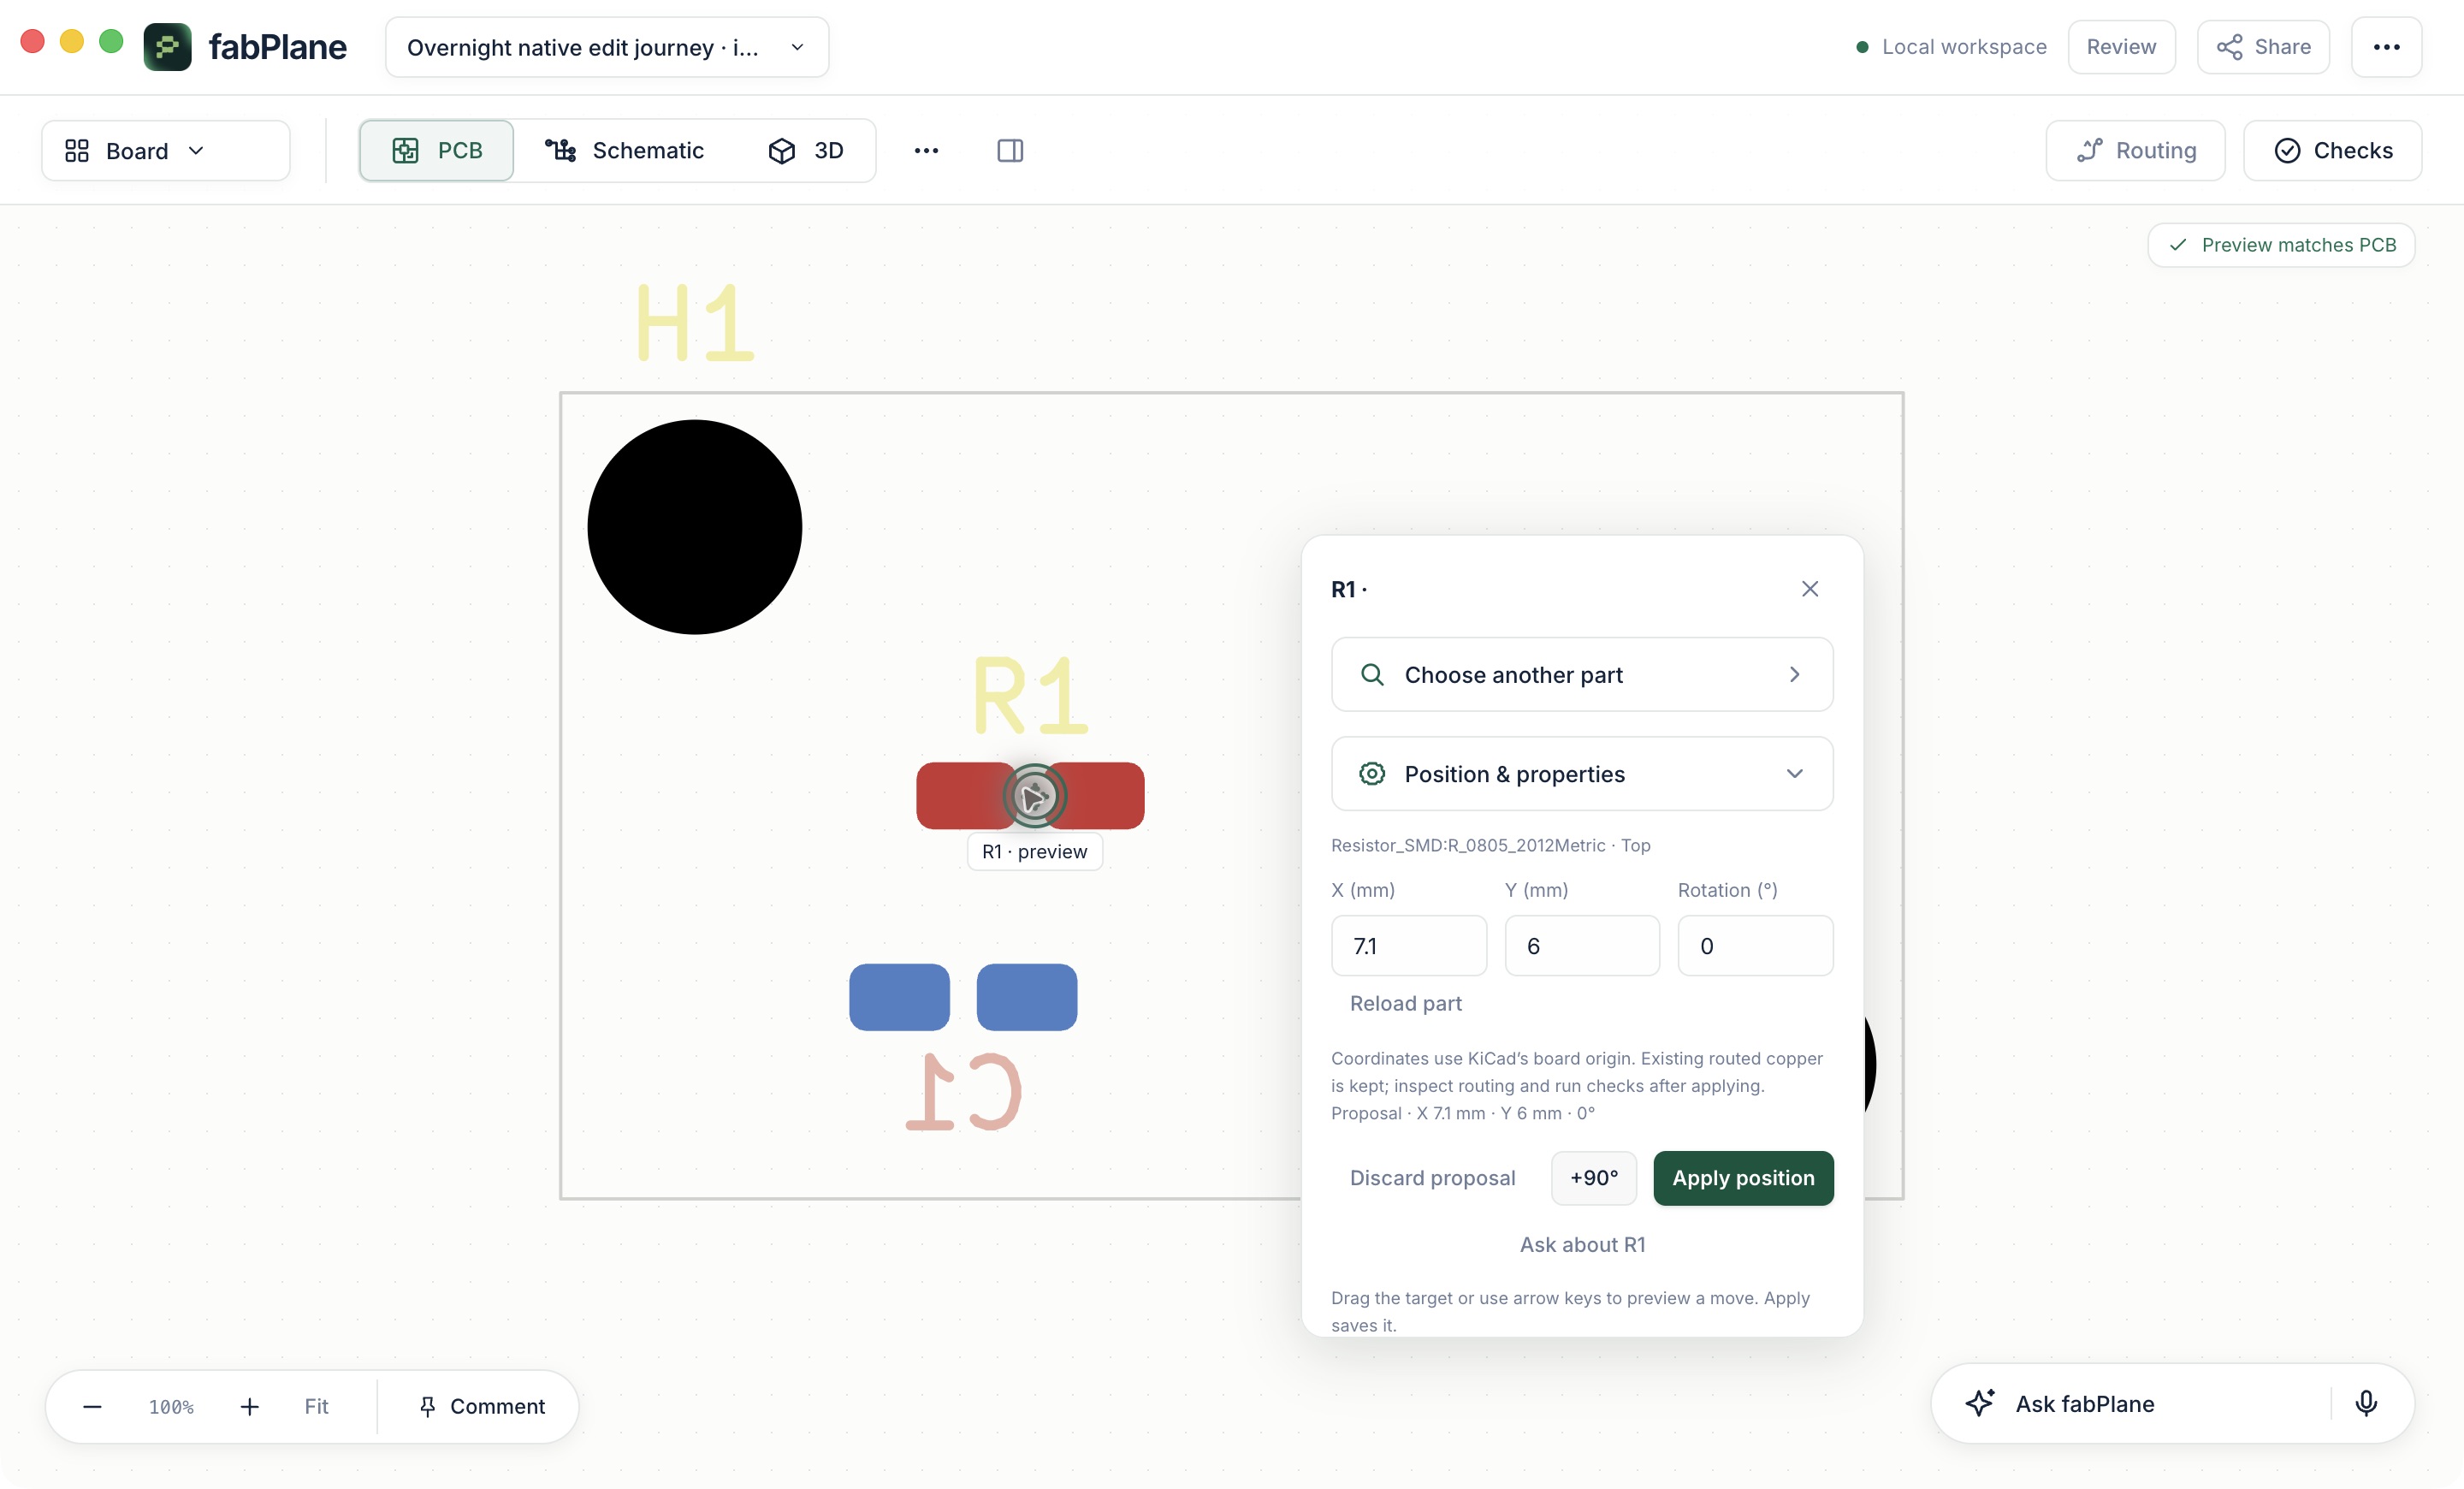 fabPlane
Overnight native edit journey · i...
Local workspace
Review
Share
Board
PCB
Schematic
3D
Routing
Checks
Preview matches PCB
H1
R1
R1 · preview
C1
R1 ·
Choose another part
Position & properties
Resistor_SMD:R_0805_2012Metric · Top
X (mm) Y (mm) Rotation (°)
7.1 6 0
Reload part
Coordinates use KiCad’s board origin. Existing routed copper
is kept; inspect routing and run checks after applying.
Proposal · X 7.1 mm · Y 6 mm · 0°
Discard proposal +90° Apply position
Ask about R1
Drag the target or use arrow keys to preview a move. Apply
saves it.
100% Fit Comment
Ask fabPlane